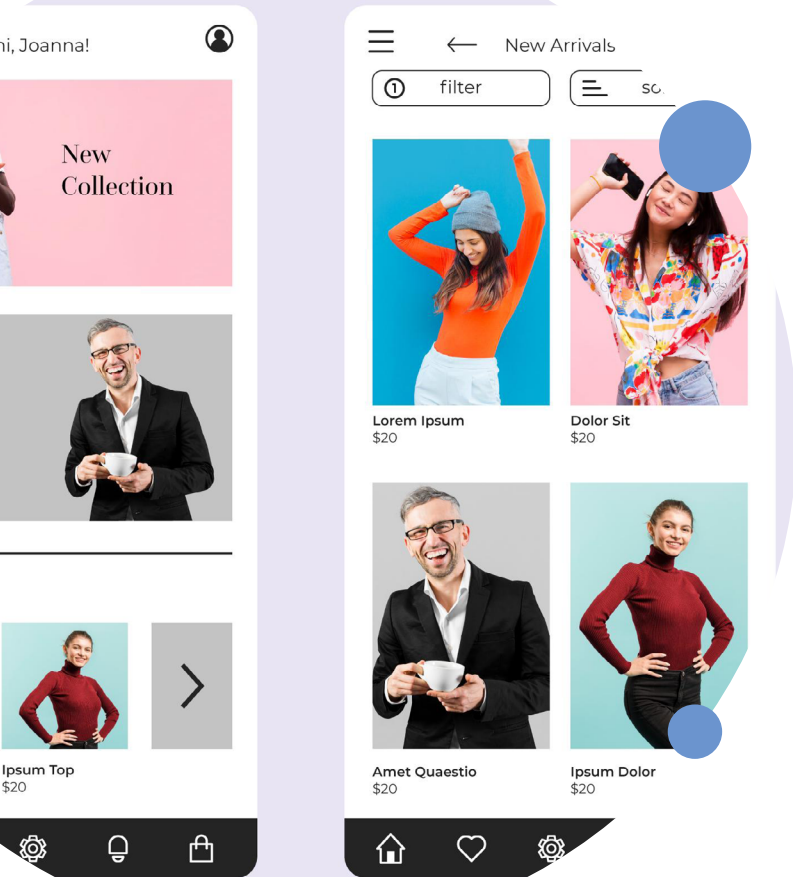 Joanna!
New
Collection
Ipsum Top
$20
New Arrivals
1 filter
Lorem Ipsum
$20
Dolor Sit
$20
Amet Quaestio
$20
Ipsum Dolor
$20